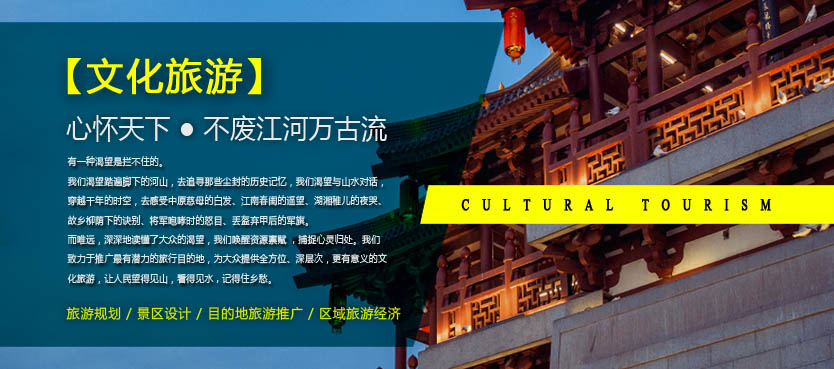 【文化旅游】
心怀天下 ● 不废江河万古流
有一种渴望是拦不住的。
我们渴望踏遍脚下的河山，去追寻那些尘封的历史记忆，我们渴望与山水对话，
穿越千年的时空，去感受中原慈母的白发、江南春闺的遥望、湖湘稚儿的夜哭、
故乡柳荫下的诀别、将军咆哮时的怒目、丢盔弃甲后的军旗。
而唯远，深深地读懂了大众的渴望，我们唤醒资源禀赋，捕捉心灵归处。我们
致力于推广最有潜力的旅行目的地，为大众提供全方位、深层次，更有意义的文
化旅游，让人民望得见山，看得见水，记得住乡愁。
CULTURAL TOURISM
旅游规划 / 景区设计 / 目的地旅游推广 / 区域旅游经济